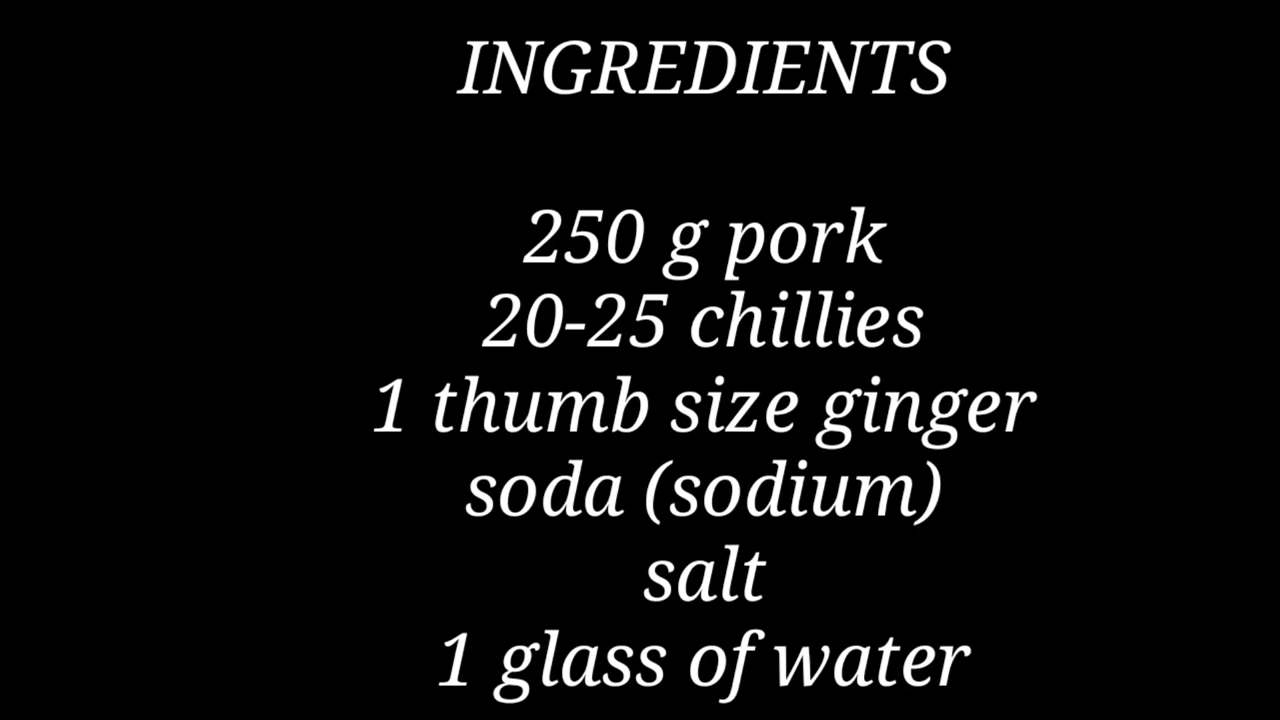 INGREDIENTS
250 g pork
20-25 chillies
1 thumb size ginger
soda (sodium)
salt
1 glass of water